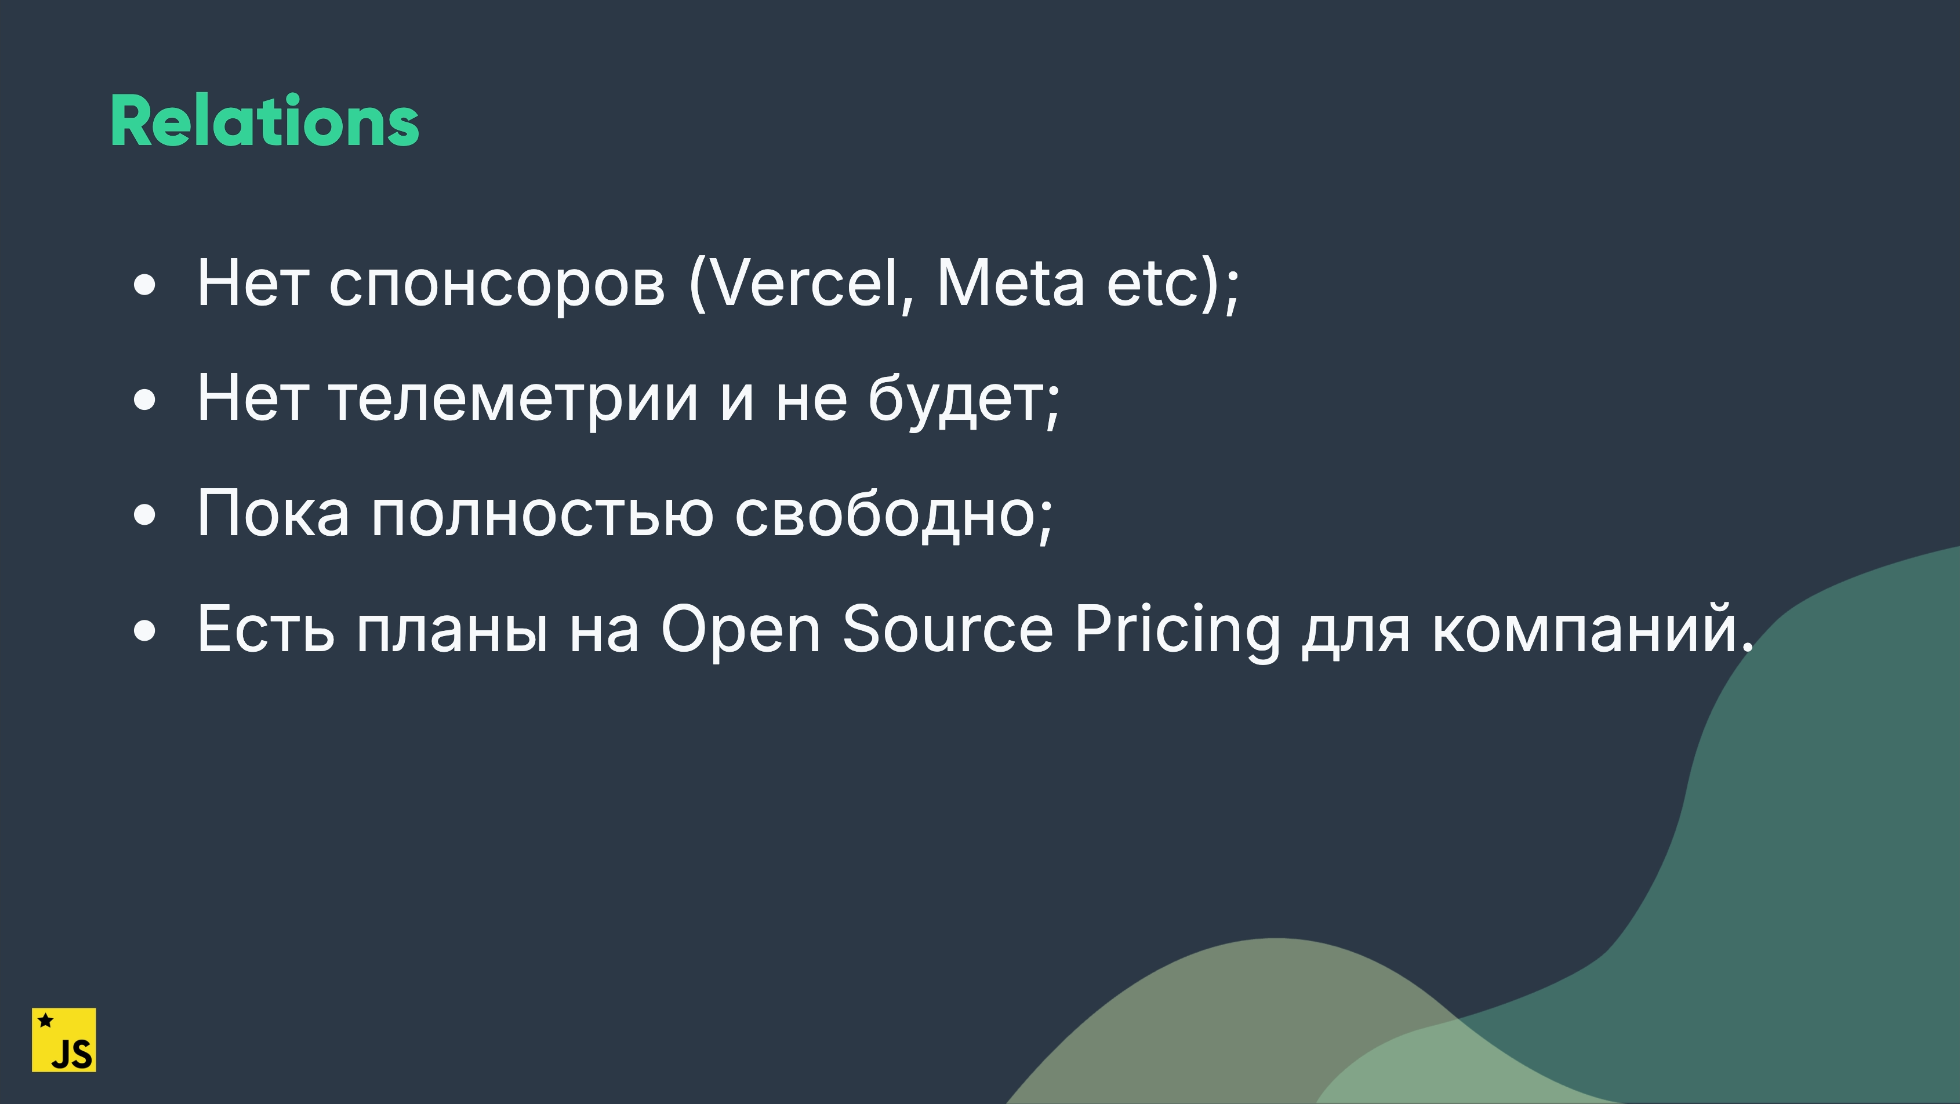 Relations
• Нет спонсоров (Vercel, Meta etc);
• Нет телеметрии и не будет;
• Пока полностью свободно;
• Есть планы на Open Source Pricing для компаний.
JS